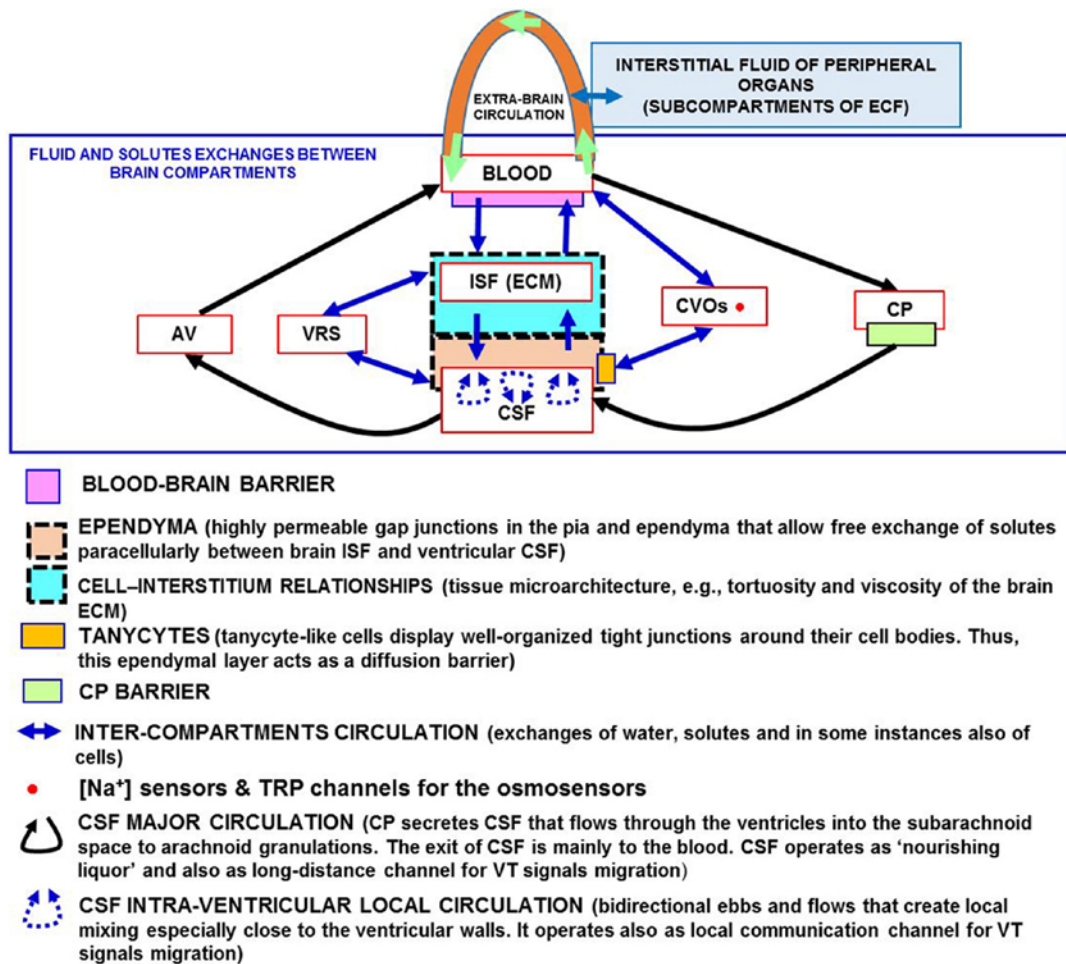 INTERSTITIAL FLUID OF PERIPHERAL
ORGANS
(SUBCOMPARTMENTS OF ECF)
EXTRA-BRAIN
CIRCULATION
FLUID AND SOLUTES EXCHANGES BETWEEN
BRAIN COMPARTMENTS
BLOOD
ISF (ECM)
AV
VRS
CVOs
CP
CSF
BLOOD-BRAIN BARRIER
EPENDYMA (highly permeable gap junctions in the pia and ependyma that allow free exchange of solutes
paracellularly between brain ISF and ventricular CSF)
CELL–INTERSTITIUM RELATIONSHIPS (tissue microarchitecture, e.g., tortuosity and viscosity of the brain
ECM)
TANYCYTES (tanycyte-like cells display well-organized tight junctions around their cell bodies. Thus,
this ependymal layer acts as a diffusion barrier)
CP BARRIER
INTER-COMPARTMENTS CIRCULATION (exchanges of water, solutes and in some instances also of
cells)
[Na⁺] sensors & TRP channels for the osmosensors
CSF MAJOR CIRCULATION (CP secretes CSF that flows through the ventricles into the subarachnoid
space to arachnoid granulations. The exit of CSF is mainly to the blood. CSF operates as ‘nourishing
liquor’ and also as long-distance channel for VT signals migration)
CSF INTRA-VENTRICULAR LOCAL CIRCULATION (bidirectional ebbs and flows that create local
mixing especially close to the ventricular walls. It operates also as local communication channel for VT
signals migration)